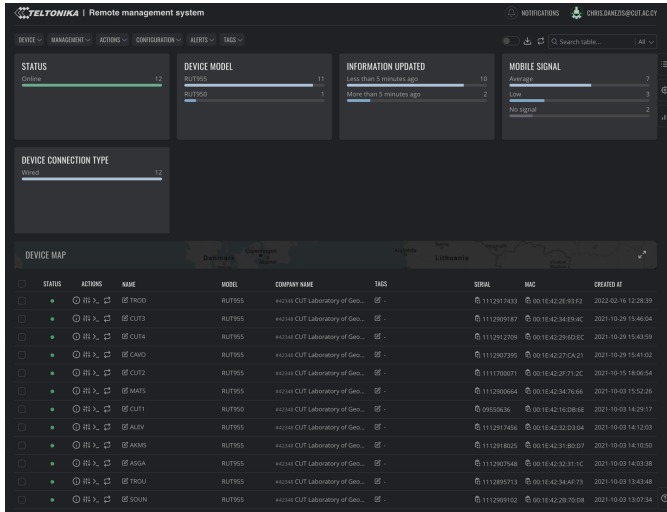 TELTONIKA | Remote management system
NOTIFICATIONS CHRIS.DANEZIS@CUT.AC.CY
DEVICE MANAGEMENT ACTIONS CONFIGURATION ALERTS TAGS Search table... All
STATUS
Online 12
DEVICE MODEL
RUT955 11
RUT950 1
INFORMATION UPDATED
Less than 5 minutes ago 10
More than 5 minutes ago 2
MOBILE SIGNAL
Average 7
Low 3
No signal 2
DEVICE CONNECTION TYPE
Wired 12
DEVICE MAP
Danmark Lithuania
STATUS ACTIONS NAME MODEL COMPANY NAME TAGS SERIAL MAC CREATED AT
TROD RUT955 #42348 CUT Laboratory of Geo... - 1112917433 00:1E:42:2E:93:F2 2022-02-16 12:28:39
CUT3 RUT955 #42348 CUT Laboratory of Geo... - 1112909187 00:1E:42:34:E9:4C 2021-10-29 15:46:04
CUT4 RUT955 #42348 CUT Laboratory of Geo... - 1112912709 00:1E:42:29:6D:EC 2021-10-29 15:43:59
CAVO RUT955 #42348 CUT Laboratory of Geo... - 1112907395 00:1E:42:27:CA:21 2021-10-29 15:41:02
CUT2 RUT955 #42348 CUT Laboratory of Geo... - 1111700071 00:1E:42:2F:71:2C 2021-10-15 18:06:54
MATS RUT955 #42348 CUT Laboratory of Geo... - 1112900664 00:1E:42:34:76:66 2021-10-03 15:52:26
CUT1 RUT950 #42348 CUT Laboratory of Geo... - 09550636 00:1E:42:16:DB:6E 2021-10-03 14:29:17
ALEV RUT955 #42348 CUT Laboratory of Geo... - 1112917456 00:1E:42:32:D3:04 2021-10-03 14:12:03
AKMS RUT955 #42348 CUT Laboratory of Geo... - 1112918025 00:1E:42:31:B0:D7 2021-10-03 14:10:50
ASGA RUT955 #42348 CUT Laboratory of Geo... - 1112907548 00:1E:42:32:31:1C 2021-10-03 14:03:38
TROU RUT955 #42348 CUT Laboratory of Geo... - 1112895713 00:1E:42:34:AF:73 2021-10-03 13:43:48
SOUN RUT955 #42348 CUT Laboratory of Geo... - 1112909102 00:1E:42:2B:70:D8 2021-10-03 13:07:34